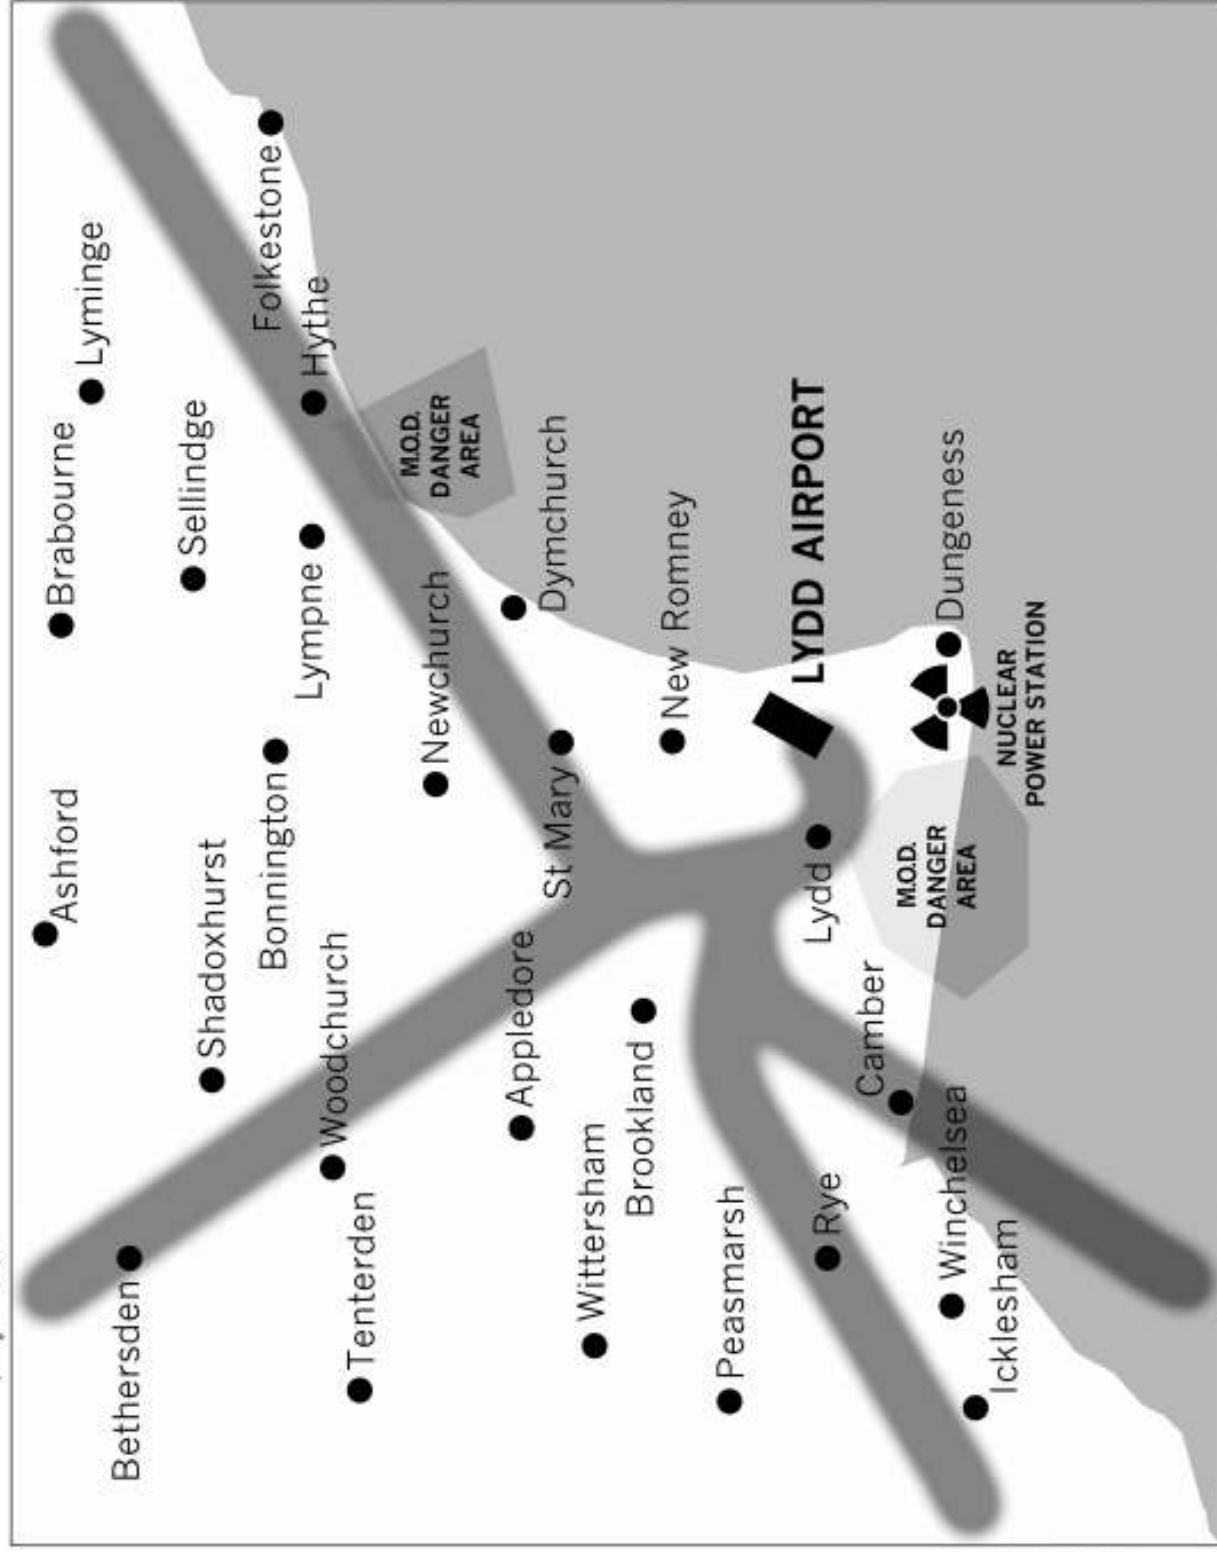 Ashford
Brabourne
Lyminge
Bethersden
Shadoxhurst
Sellindge
Folkestone
Bonnington
Lympne
Hythe
Woodchurch
Tenterden
Newchurch
M.O.D.
DANGER
AREA
Appledore
St Mary
Dymchurch
Wittersham
Brookland
New Romney
Peasmarsh
Rye
Lydd
LYDD AIRPORT
Camber
M.O.D.
DANGER
AREA
Dungeness
Winchelsea
Icklesham
NUCLEAR
POWER STATION